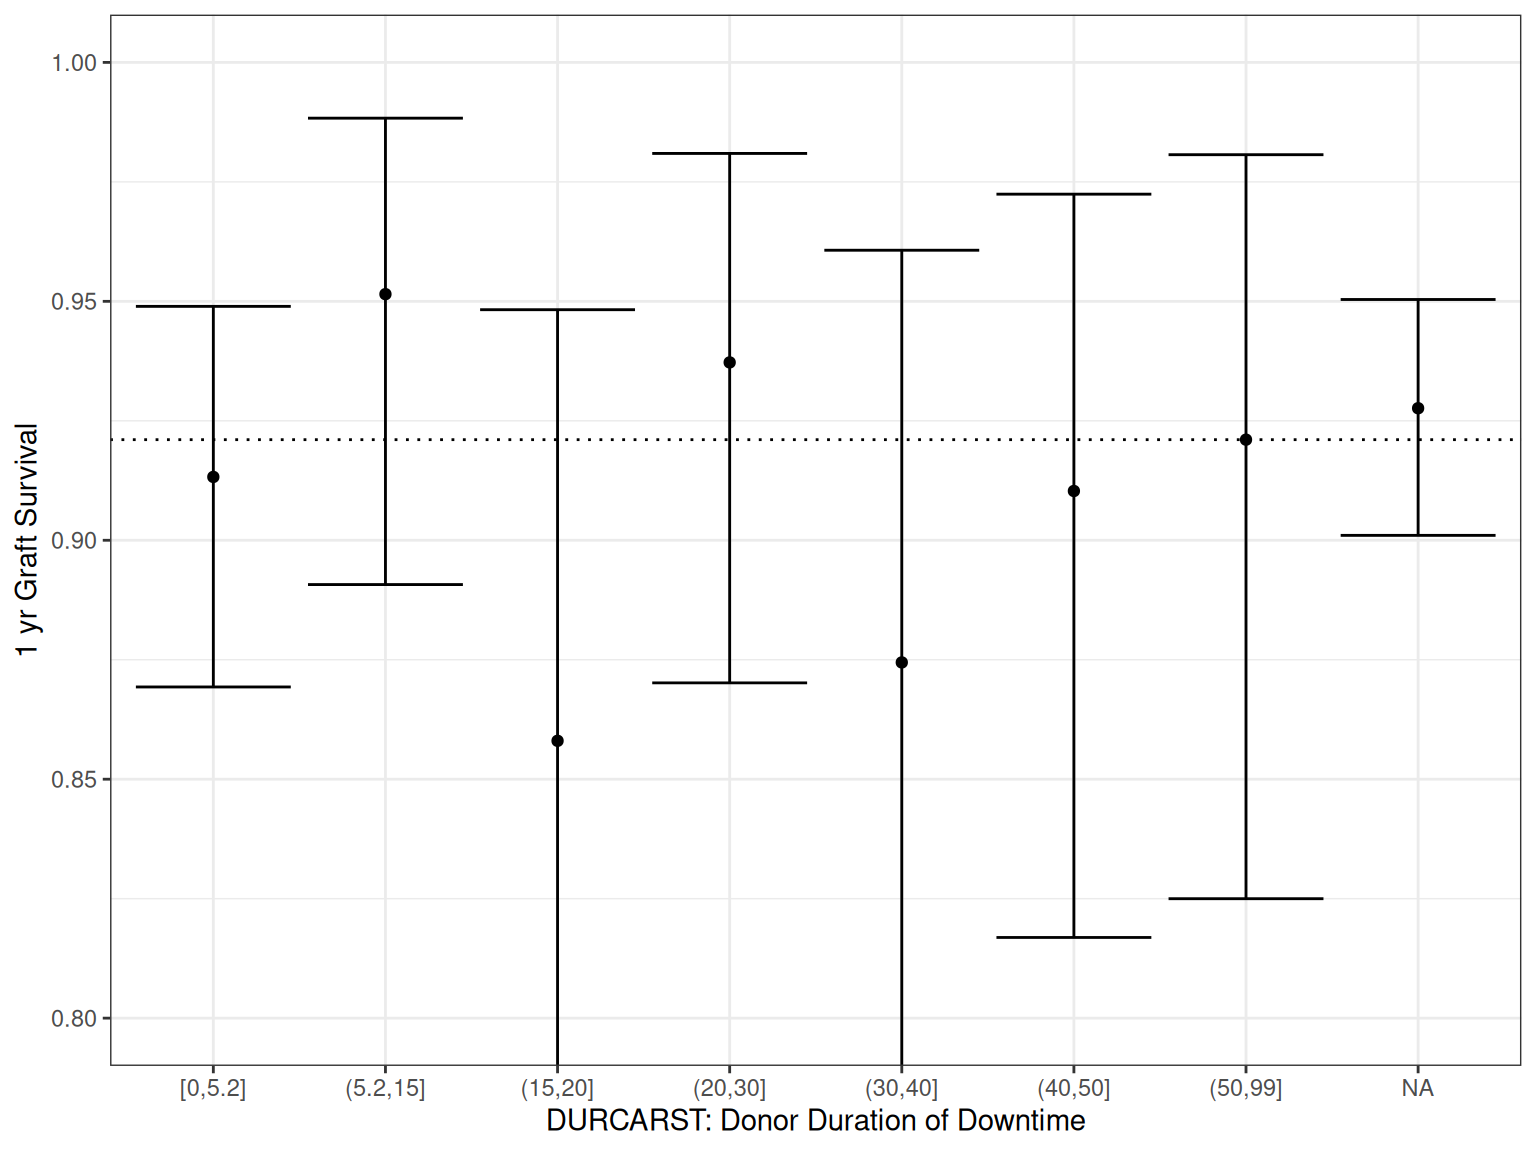 1 yr Graft Survival
1.00
0.95
0.90
0.85
0.80
[0,5.2] (5.2,15] (15,20] (20,30] (30,40] (40,50] (50,99] NA
DURCARST: Donor Duration of Downtime